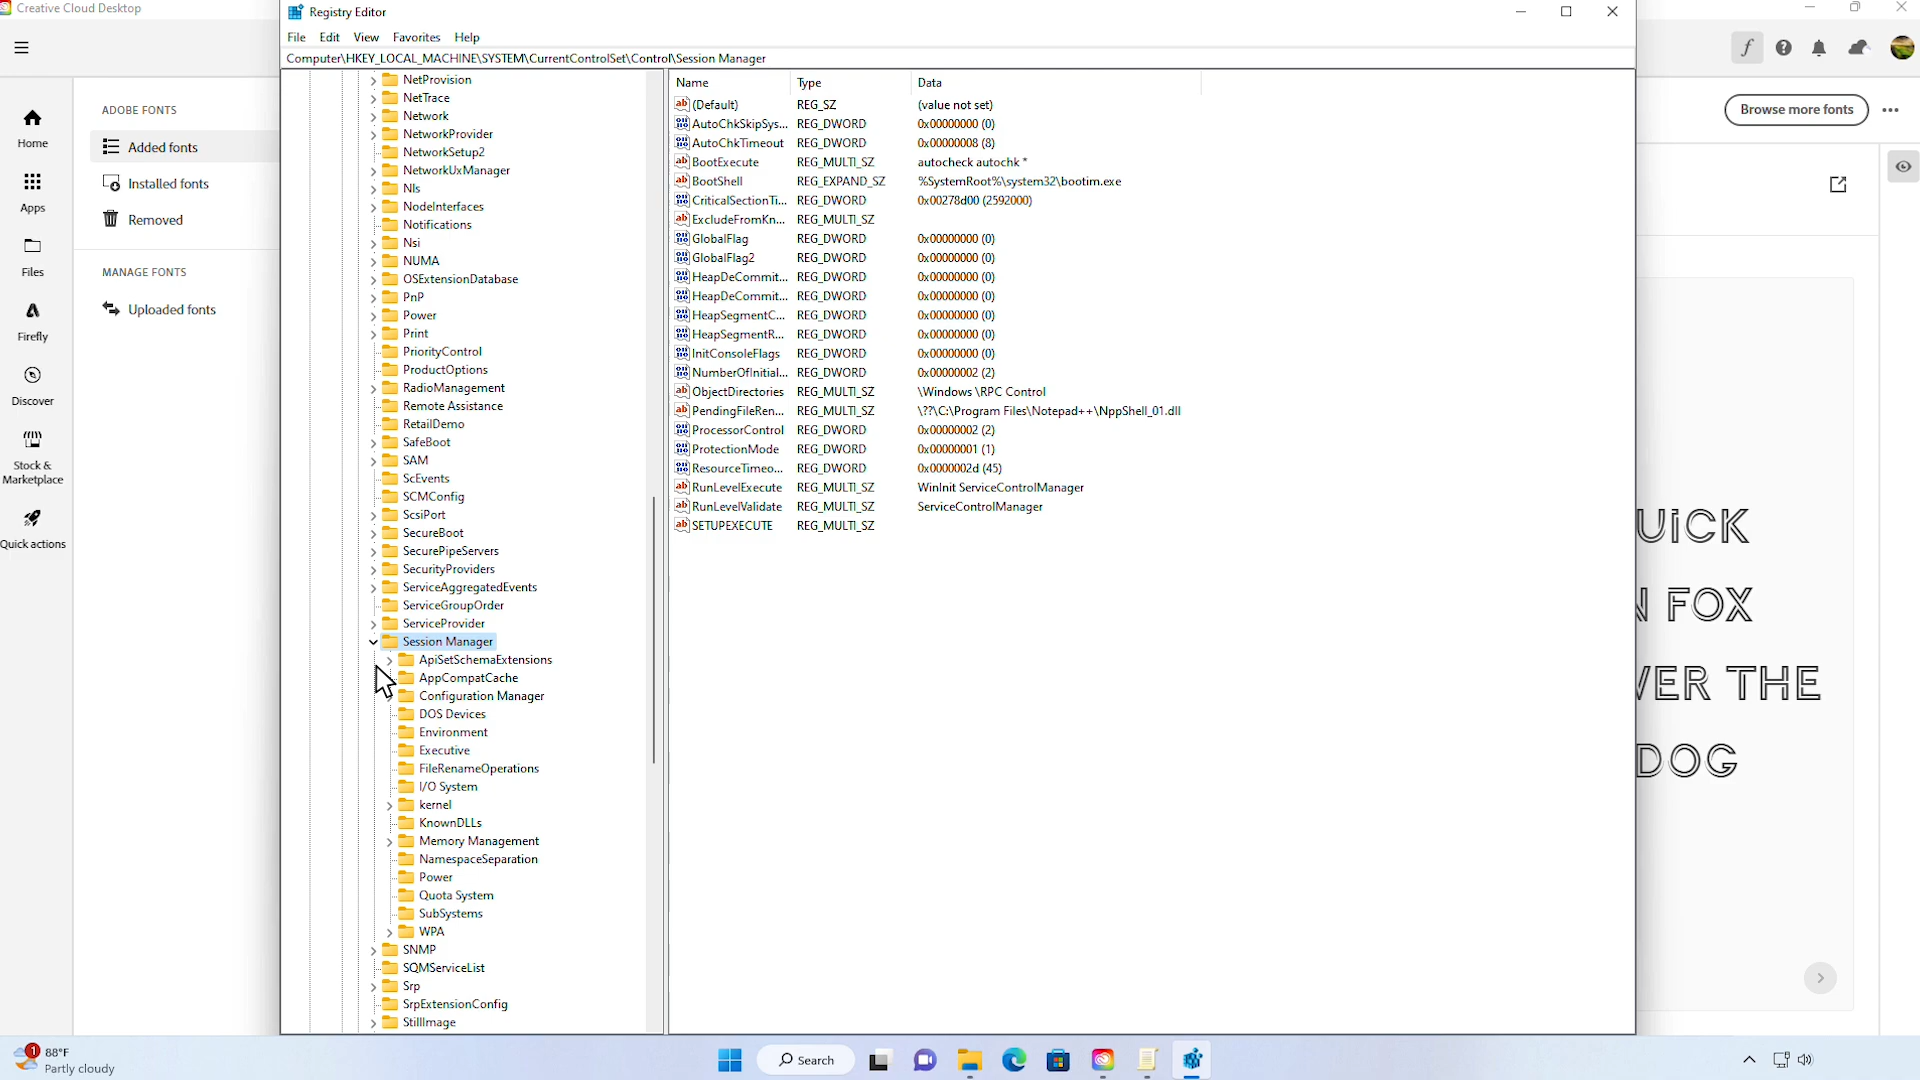 Creative Cloud Desktop
Home
Apps
Files
Firefly
Discover
Stock &
Marketplace
Quick actions
ADOBE FONTS
Added fonts
Installed fonts
Removed
MANAGE FONTS
Uploaded fonts
Registry Editor
File Edit View Favorites Help
Computer\HKEY_LOCAL_MACHINE\SYSTEM\CurrentControlSet\Control\Session Manager
NetProvision
NetTrace
Network
NetworkProvider
NetworkSetup2
NetworkUxManager
Nls
NodeInterfaces
Notifications
Nsi
NUMA
OSExtensionDatabase
PnP
Power
Print
PriorityControl
ProductOptions
RadioManagement
Remote Assistance
RetailDemo
SafeBoot
SAM
ScEvents
SCMConfig
ScsiPort
SecureBoot
SecurePipeServers
SecurityProviders
ServiceAggregatedEvents
ServiceGroupOrder
ServiceProvider
Session Manager
ApiSetSchemaExtensions
AppCompatCache
Configuration Manager
DOS Devices
Environment
Executive
FileRenameOperations
I/O System
kernel
KnownDLLs
Memory Management
NamespaceSeparation
Power
Quota System
SubSystems
WPA
SNMP
SQMServiceList
Srp
SrpExtensionConfig
StillImage
Name Type Data
(Default) REG_SZ (value not set)
AutoChkSkipSys... REG_DWORD 0x00000000 (0)
AutoChkTimeout REG_DWORD 0x00000008 (8)
BootExecute REG_MULTI_SZ autocheck autochk *
BootShell REG_EXPAND_SZ %SystemRoot%\system32\bootim.exe
CriticalSectionTi... REG_DWORD 0x00278d00 (2592000)
ExcludeFromKn... REG_MULTI_SZ
GlobalFlag REG_DWORD 0x00000000 (0)
GlobalFlag2 REG_DWORD 0x00000000 (0)
HeapDeCommit... REG_DWORD 0x00000000 (0)
HeapDeCommit... REG_DWORD 0x00000000 (0)
HeapSegmentC... REG_DWORD 0x00000000 (0)
HeapSegmentR... REG_DWORD 0x00000000 (0)
InitConsoleFlags REG_DWORD 0x00000000 (0)
NumberOfInitial... REG_DWORD 0x00000002 (2)
ObjectDirectories REG_MULTI_SZ \Windows \RPC Control
PendingFileRen... REG_MULTI_SZ \??\C:\Program Files\Notepad++\NppShell_01.dll
ProcessorControl REG_DWORD 0x00000002 (2)
ProtectionMode REG_DWORD 0x00000001 (1)
ResourceTimeo... REG_DWORD 0x0000002d (45)
RunLevelExecute REG_MULTI_SZ WinInit ServiceControlManager
RunLevelValidate REG_MULTI_SZ ServiceControlManager
SETUPEXECUTE REG_MULTI_SZ
Browse more fonts
UICK
N FOX
VER THE
DOG
1
88°F
Partly cloudy
Search